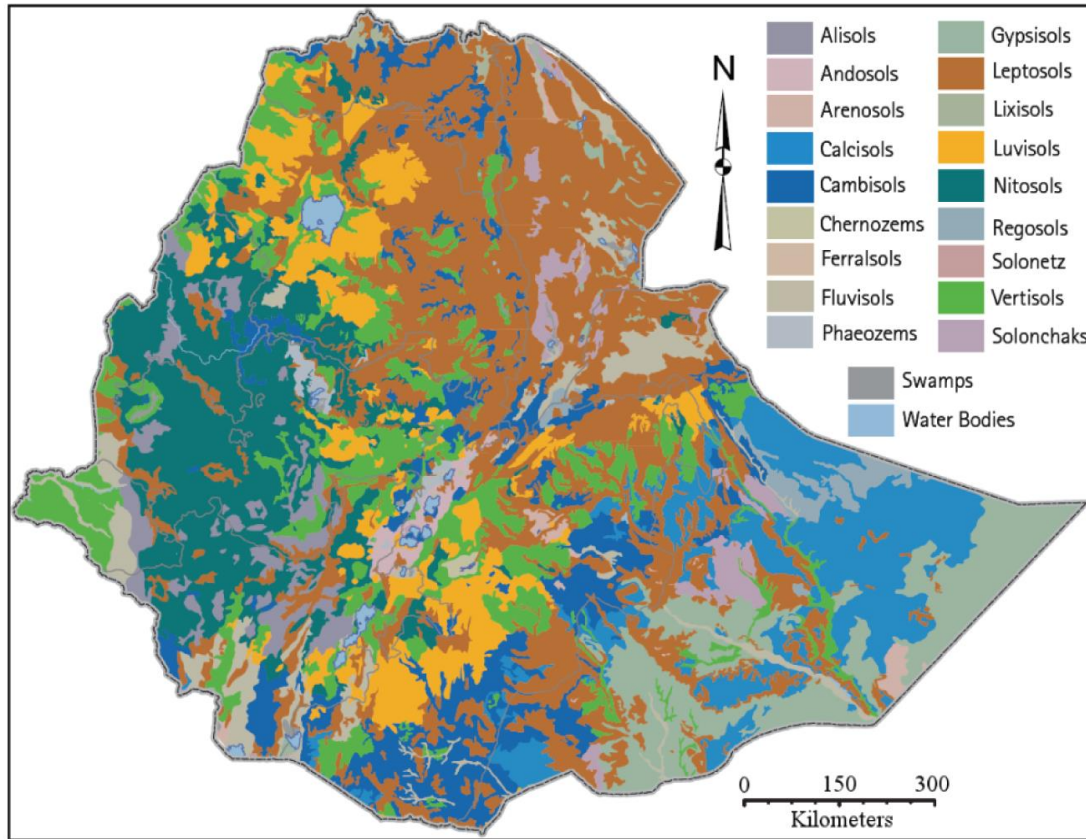 N
Alisols
Andosols
Arenosols
Calcisols
Cambisols
Chernozems
Ferralsols
Fluvisols
Phaeozems
Gypsisols
Leptosols
Lixisols
Luvisols
Nitosols
Regosols
Solonetz
Vertisols
Solonchaks
Swamps
Water Bodies
0 150 300
Kilometers